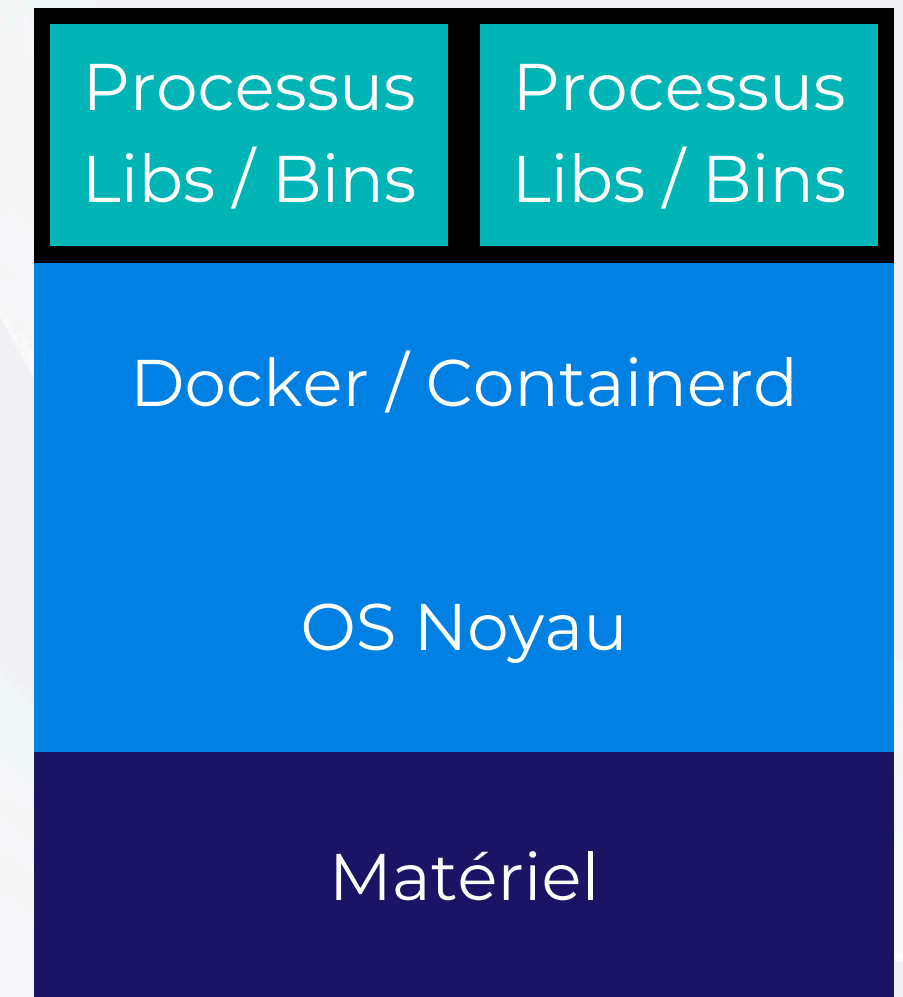 Processus
Libs / Bins
Processus
Libs / Bins
Docker / Containerd
OS Noyau
Matériel